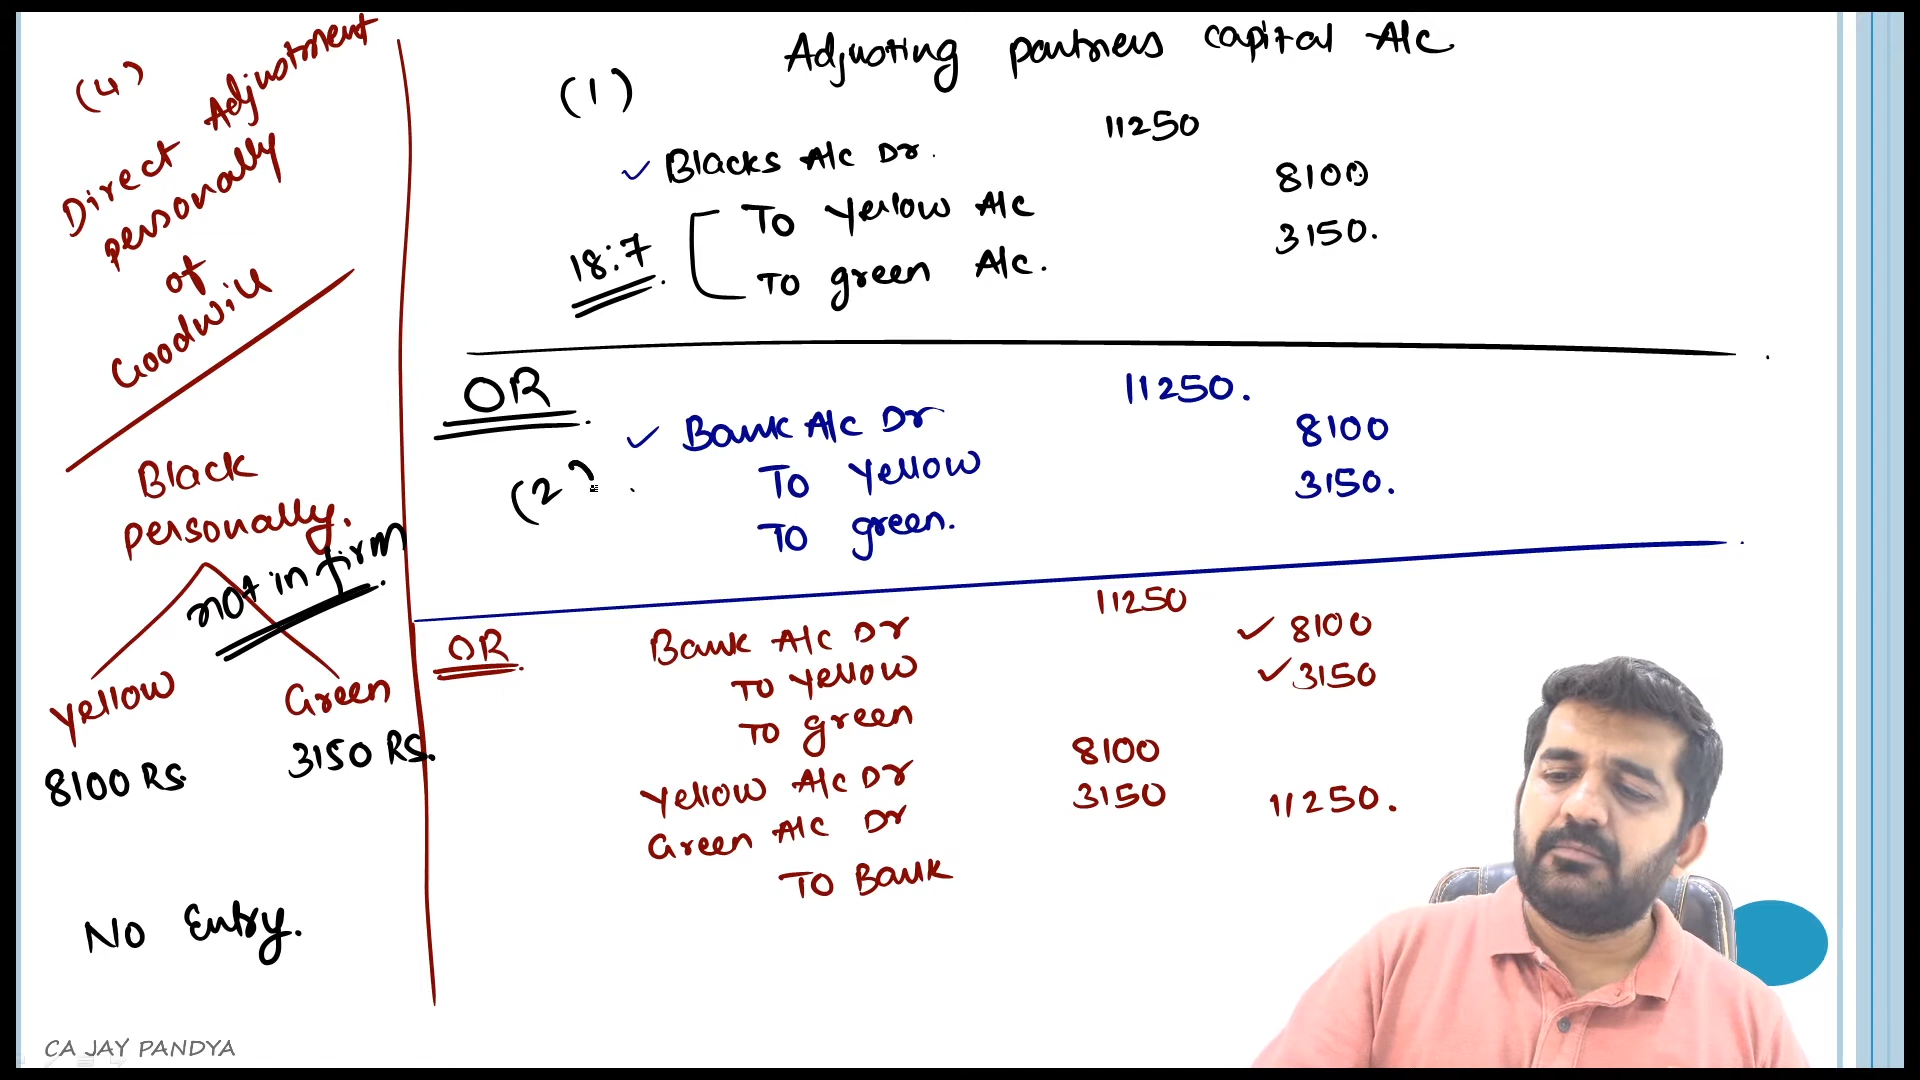 (4)
Direct Adjustment
personally
of
Goodwill
Black
personally.
not in firm
Yellow Green
8100 RS 3150 RS.
No Entry.
Adjusting partners capital A/c
(1)
✓ Blacks A/c Dr. 11250
To Yellow A/c 8100
To green A/c. 3150.
18:7
OR
(2)
✓ Bank A/c Dr 11250.
To Yellow 8100
To green. 3150.
OR
Bank A/c Dr 11250
To Yellow ✓ 8100
To green ✓ 3150
Yellow A/c Dr 8100
Green A/c Dr 3150
To Bank 11250.
CA JAY PANDYA